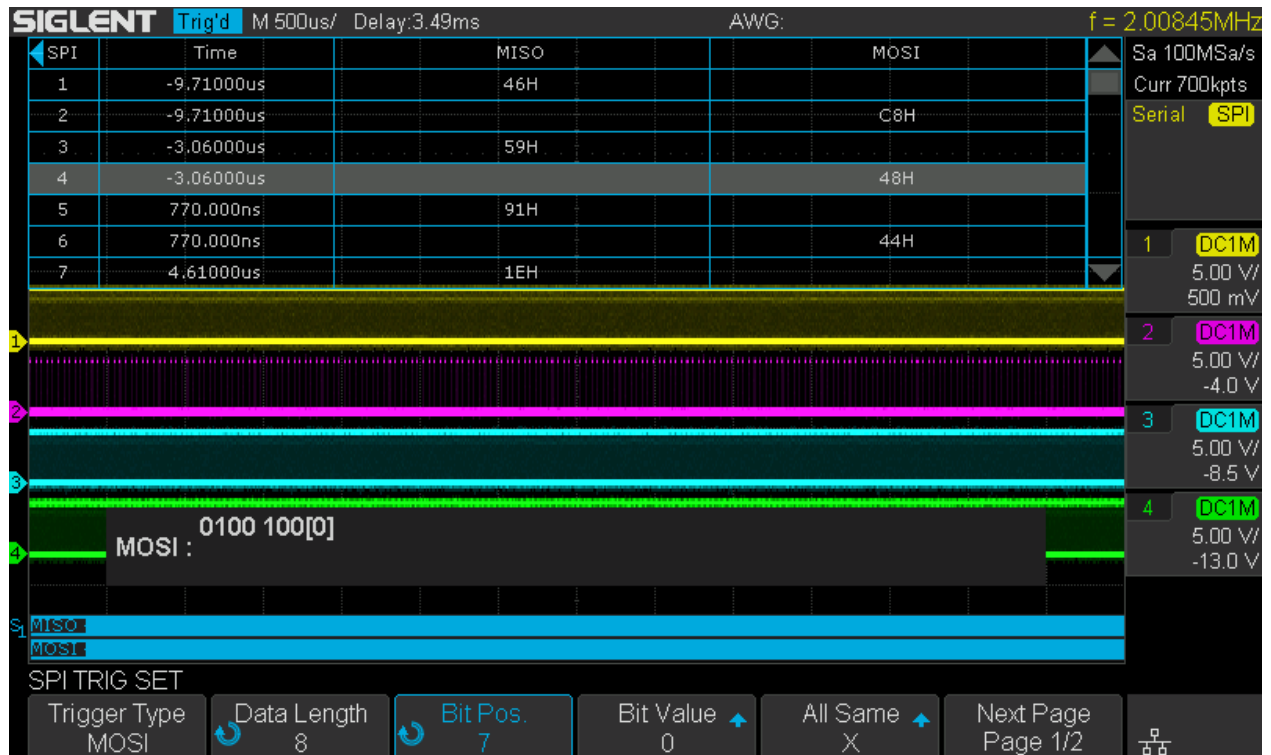 SIGLENT Trig'd M 500us/ Delay:3.49ms AWG: f = 2.00845MHz
SPI Time MISO MOSI
1 -9.71000us 46H
2 -9.71000us C8H
3 -3.06000us 59H
4 -3.06000us 48H
5 770.000ns 91H
6 770.000ns 44H
7 4.61000us 1EH
Sa 100MSa/s
Curr 700kpts
Serial SPI
1 DC1M
5.00 V/
500 mV
2 DC1M
5.00 V/
-4.0 V
3 DC1M
5.00 V/
-8.5 V
4 DC1M
5.00 V/
-13.0 V
1
2
3
4
MOSI : 0100 100[0]
S1 MISO:
MOSI:
SPI TRIG SET
Trigger Type Data Length Bit Pos. Bit Value All Same Next Page
MOSI 8 7 0 X Page 1/2